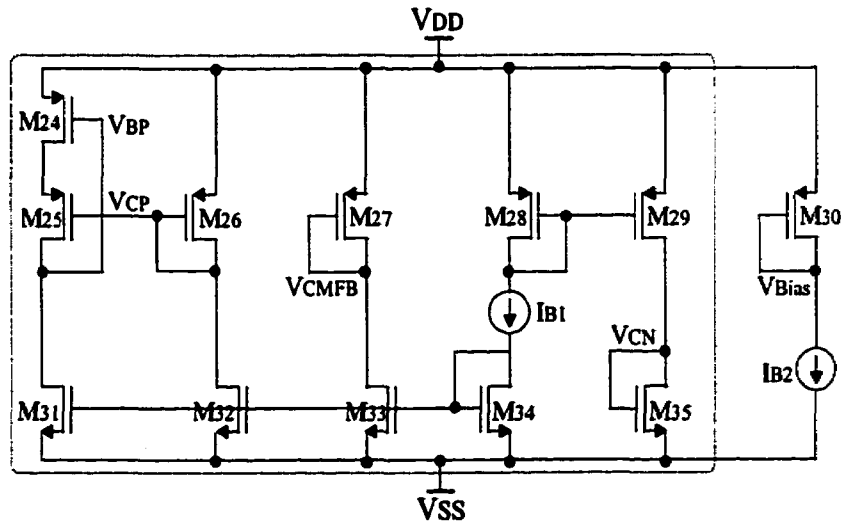 VDD
M24
VBP
VCP
M25
M26
M27
M28
M29
M30
VCMFB
IB1
VBias
VCN
IB2
M31
M32
M33
M34
M35
VSS